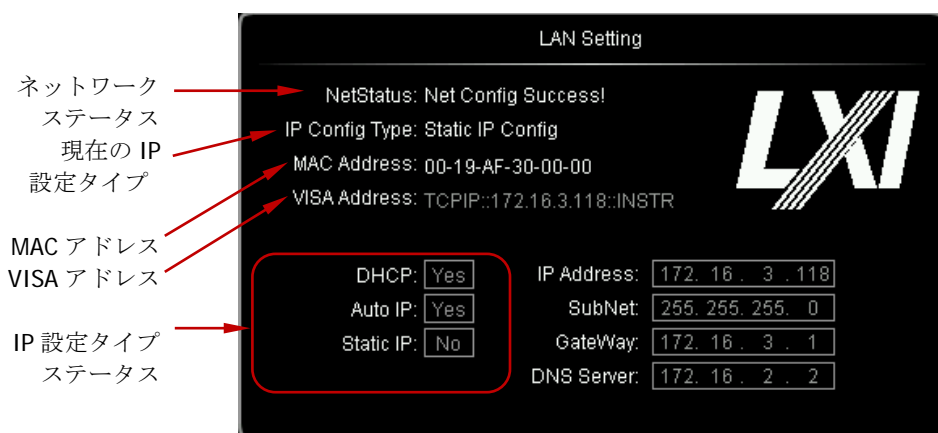 LAN Setting
ネットワーク
ステータス
現在の IP
設定タイプ
MAC アドレス
VISA アドレス
IP 設定タイプ
ステータス
NetStatus: Net Config Success!
IP Config Type: Static IP Config
MAC Address: 00-19-AF-30-00-00
VISA Address: TCPIP::172.16.3.118::INSTR
LXI
DHCP: Yes
Auto IP: Yes
Static IP: No
IP Address: 172. 16. 3 .118
SubNet: 255. 255. 255. 0
GateWay: 172. 16. 3 . 1
DNS Server: 172. 16. 2 . 2